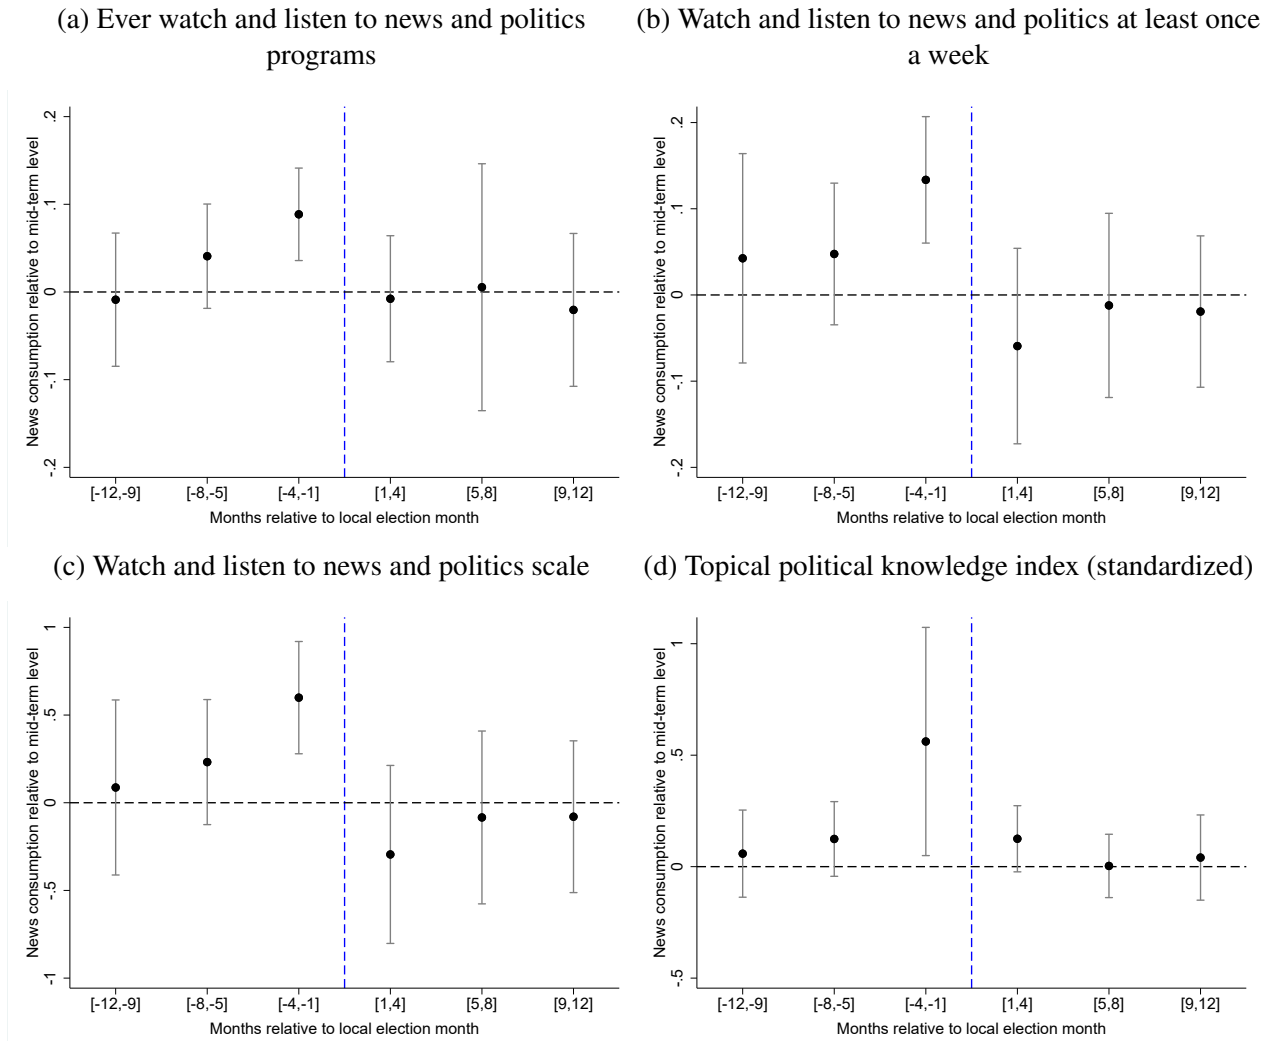 (a) Ever watch and listen to news and politics
programs
News consumption relative to mid-term level
.2
.1
0
-.1
-.2
[-12,-9] [-8,-5] [-4,-1] [1,4] [5,8] [9,12]
Months relative to local election month
(b) Watch and listen to news and politics at least once
a week
News consumption relative to mid-term level
.2
.1
0
-.1
-.2
[-12,-9] [-8,-5] [-4,-1] [1,4] [5,8] [9,12]
Months relative to local election month
(c) Watch and listen to news and politics scale
News consumption relative to mid-term level
1
.5
0
-.5
-1
[-12,-9] [-8,-5] [-4,-1] [1,4] [5,8] [9,12]
Months relative to local election month
(d) Topical political knowledge index (standardized)
News consumption relative to mid-term level
1
.5
0
-.5
[-12,-9] [-8,-5] [-4,-1] [1,4] [5,8] [9,12]
Months relative to local election month